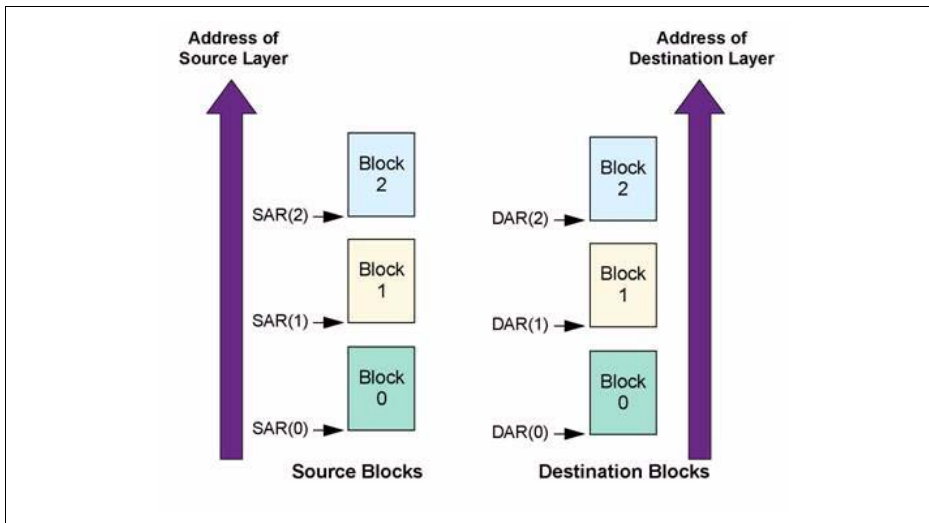 Address of
Source Layer
Address of
Destination Layer
Block
2
SAR(2)
Block
1
SAR(1)
Block
0
SAR(0)
Source Blocks
Block
2
DAR(2)
Block
1
DAR(1)
Block
0
DAR(0)
Destination Blocks